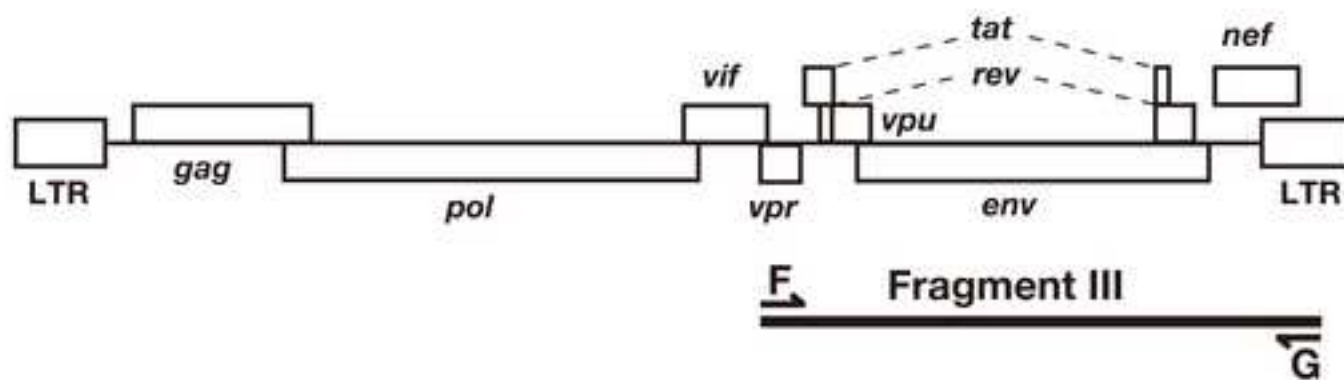 tat
nef
vif
rev
vpu
gag
LTR
LTR
pol
vpr
env
F
Fragment III
G